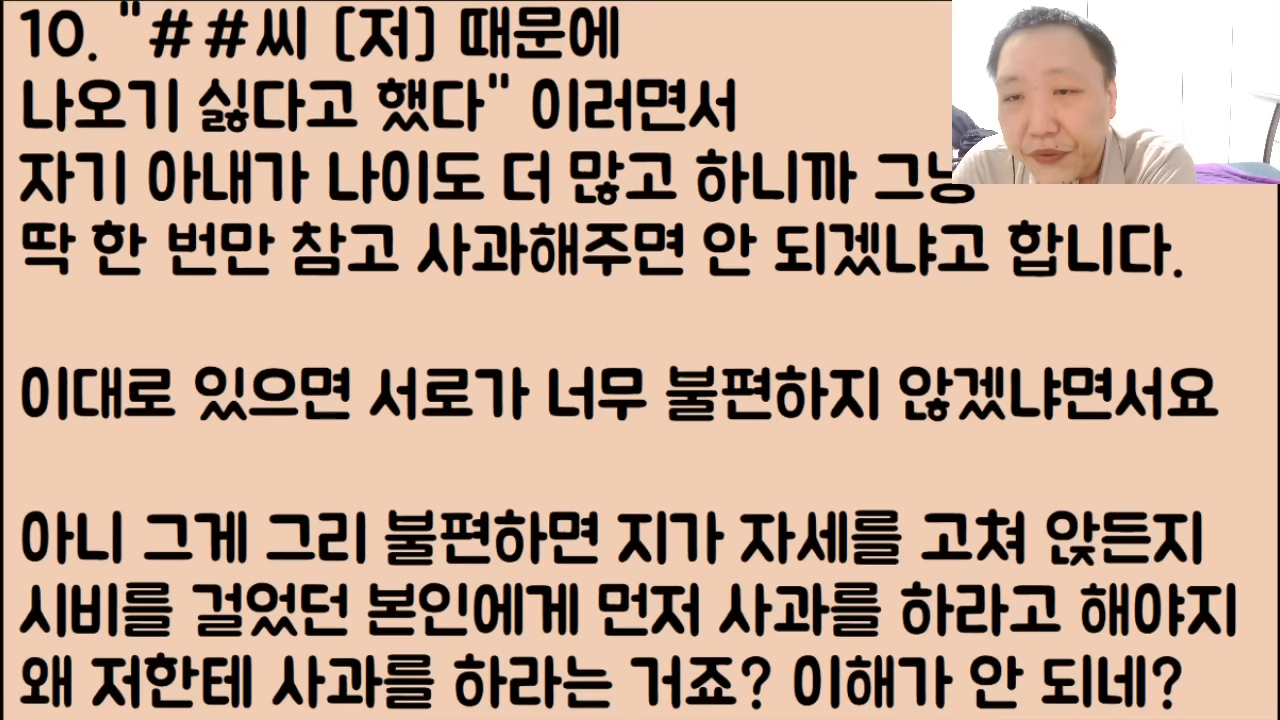 10. "##씨 [저] 때문에
나오기 싫다고 했다" 이러면서
자기 아내가 나이도 더 많고 하니까 그냥
딱 한 번만 참고 사과해주면 안 되겠냐고 합니다.
이대로 있으면 서로가 너무 불편하지 않겠냐면서요
아니 그게 그리 불편하면 지가 자세를 고쳐 앉든지
시비를 걸었던 본인에게 먼저 사과를 하라고 해야지
왜 저한테 사과를 하라는 거죠? 이해가 안 되네?